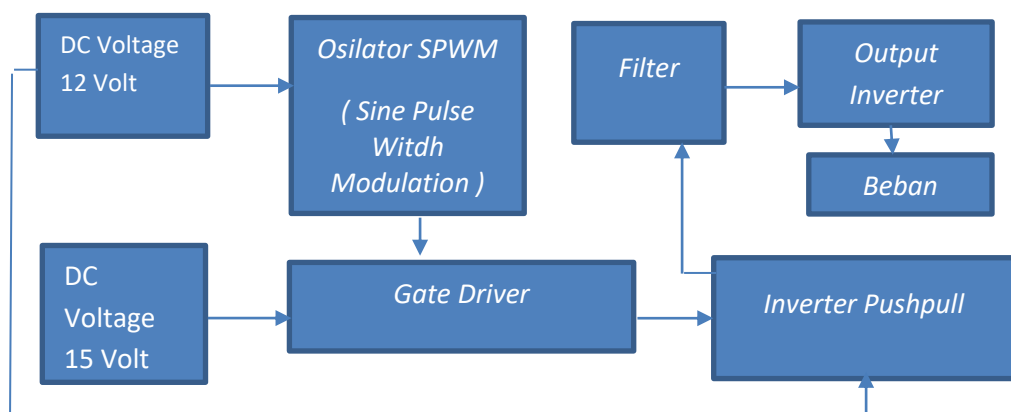 DC Voltage
12 Volt
Osilator SPWM
( Sine Pulse
Witdh
Modulation )
Filter
Output
Inverter
Beban
DC
Voltage
15 Volt
Gate Driver
Inverter Pushpull